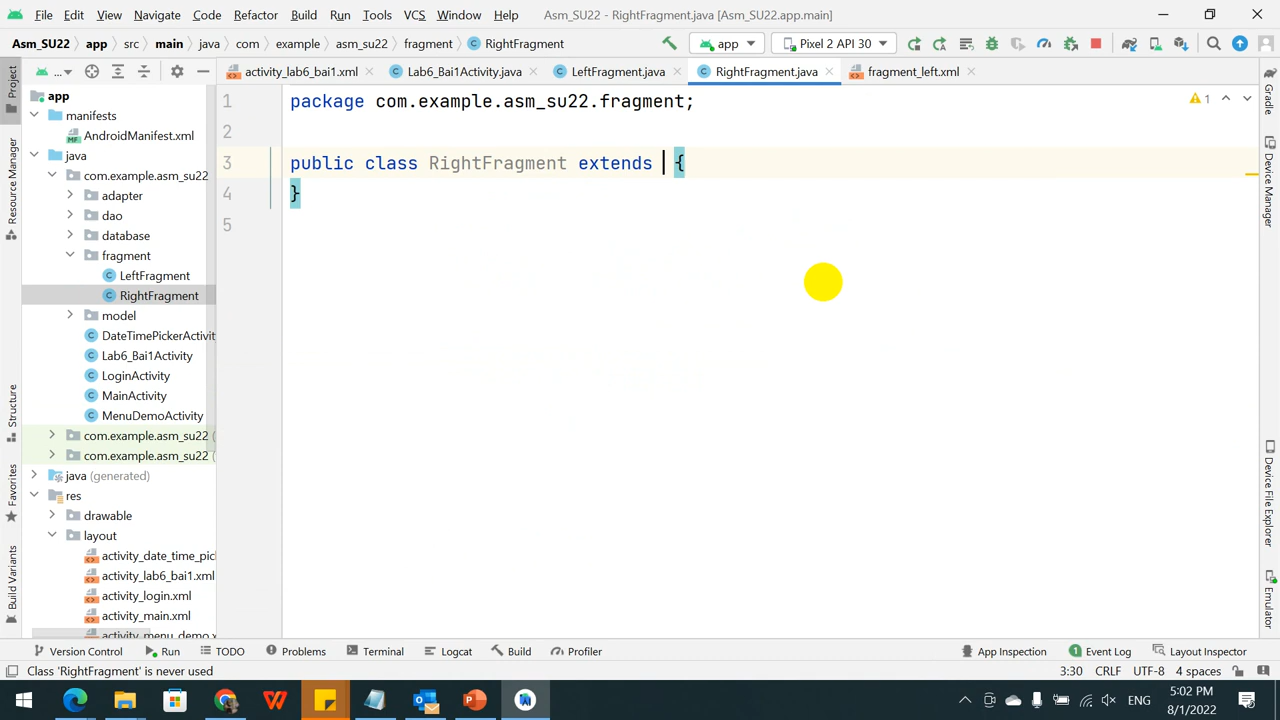 File Edit View Navigate Code Refactor Build Run Tools VCS Window Help Asm_SU22 - RightFragment.java [Asm_SU22.app.main]
Asm_SU22 app src main java com example asm_su22 fragment RightFragment app Pixel 2 API 30
... activity_lab6_bai1.xml Lab6_Bai1Activity.java LeftFragment.java RightFragment.java fragment_left.xml
Project
Resource Manager
Structure
Favorites
Build Variants
app
manifests
AndroidManifest.xml
java
com.example.asm_su22
adapter
dao
database
fragment
LeftFragment
RightFragment
model
DateTimePickerActivit
Lab6_Bai1Activity
LoginActivity
MainActivity
MenuDemoActivity
com.example.asm_su22 (
com.example.asm_su22 (
java (generated)
res
drawable
layout
activity_date_time_pic
activity_lab6_bai1.xml
activity_login.xml
activity_main.xml
activity_menu_demo.x
1 package com.example.asm_su22.fragment;
2
3 public class RightFragment extends {
4 }
5
1
Gradle
Device Manager
Device File Explorer
Emulator
Version Control Run TODO Problems Terminal Logcat Build Profiler App Inspection 1 Event Log Layout Inspector
Class 'RightFragment' is never used 3:30 CRLF UTF-8 4 spaces
ENG 5:02 PM
8/1/2022